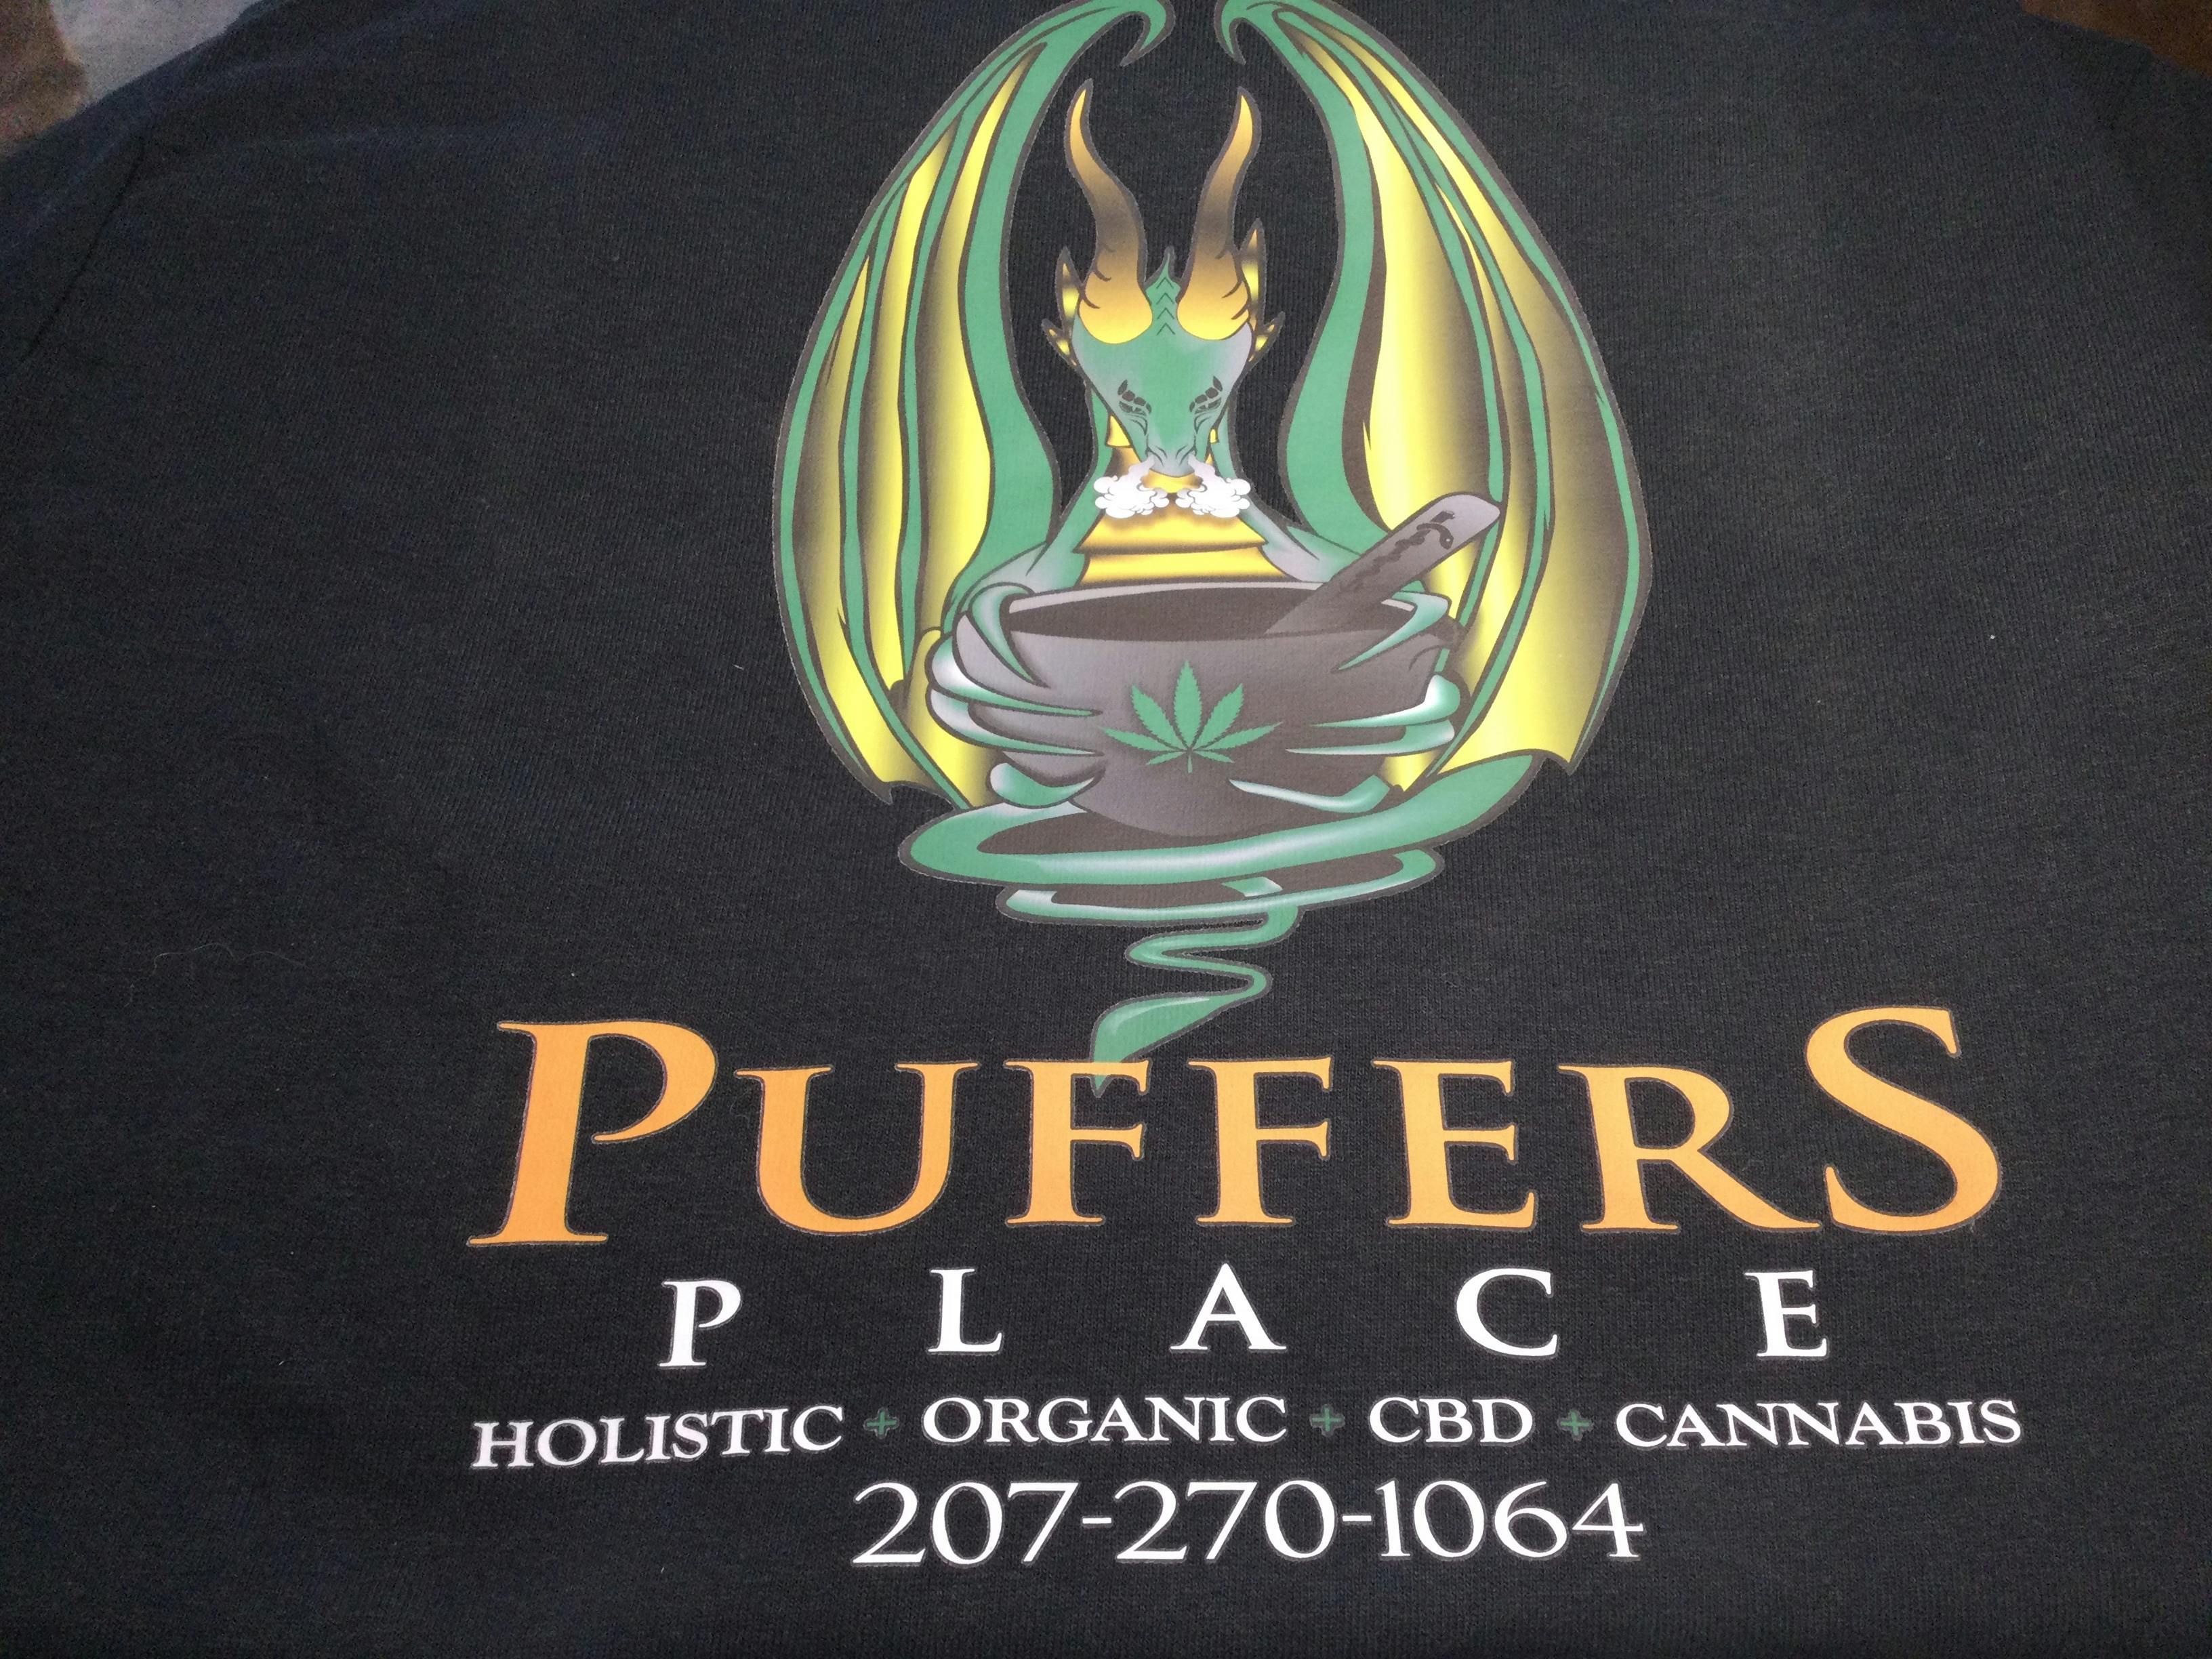 PUFFERS
PLACE
HOLISTIC + ORGANIC + CBD + CANNABIS
207-270-1064